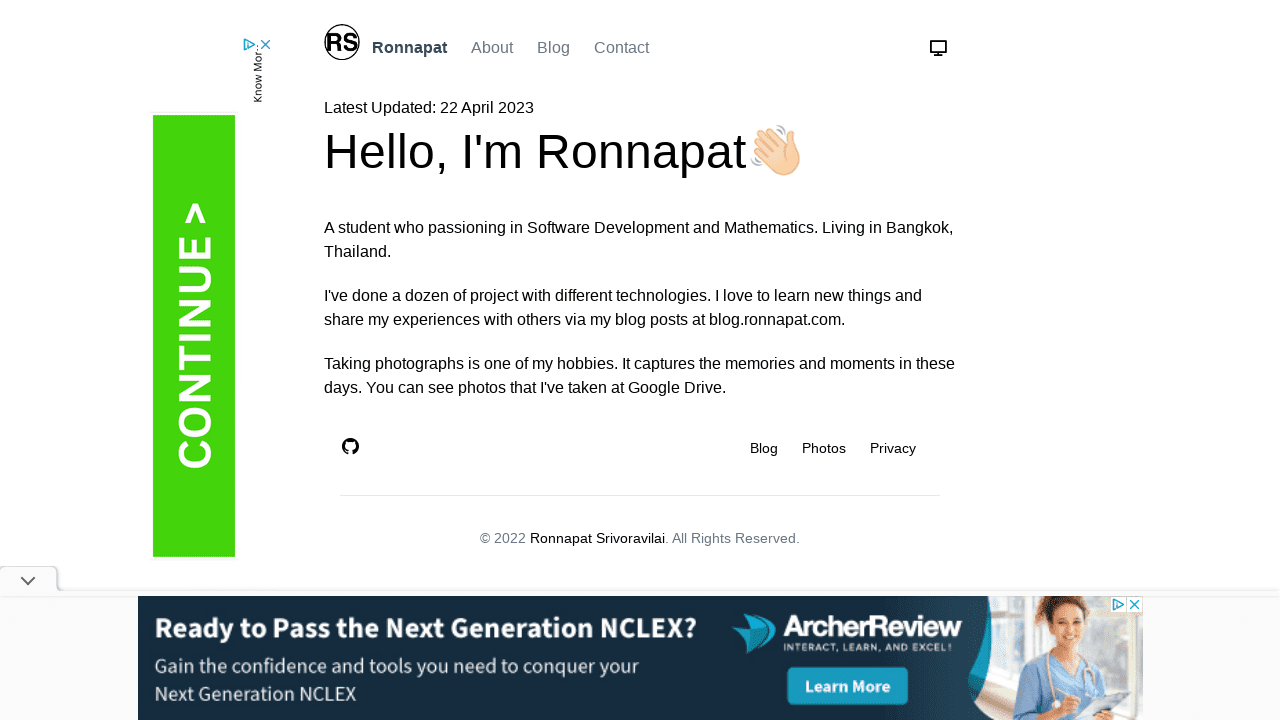 RS
Ronnapat About Blog Contact
Know Mor...
CONTINUE >
Latest Updated: 22 April 2023
Hello, I'm Ronnapat👋🏻
A student who passioning in Software Development and Mathematics. Living in Bangkok,
Thailand.
I've done a dozen of project with different technologies. I love to learn new things and
share my experiences with others via my blog posts at blog.ronnapat.com.
Taking photographs is one of my hobbies. It captures the memories and moments in these
days. You can see photos that I've taken at Google Drive.
Blog Photos Privacy
© 2022 Ronnapat Srivoravilai. All Rights Reserved.
Ready to Pass the Next Generation NCLEX?
Gain the confidence and tools you need to conquer your
Next Generation NCLEX
ArcherReview
INTERACT, LEARN, AND EXCEL!
Learn More